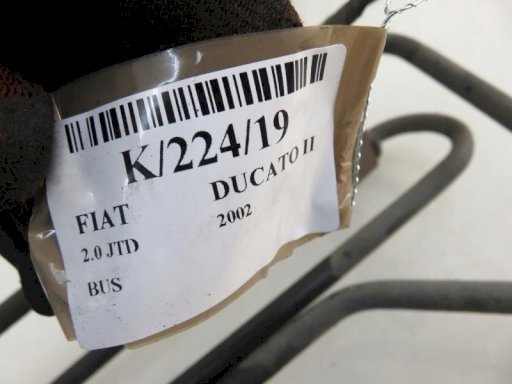 K/224/19
FIAT DUCATO II
2.0 JTD 2002
BUS